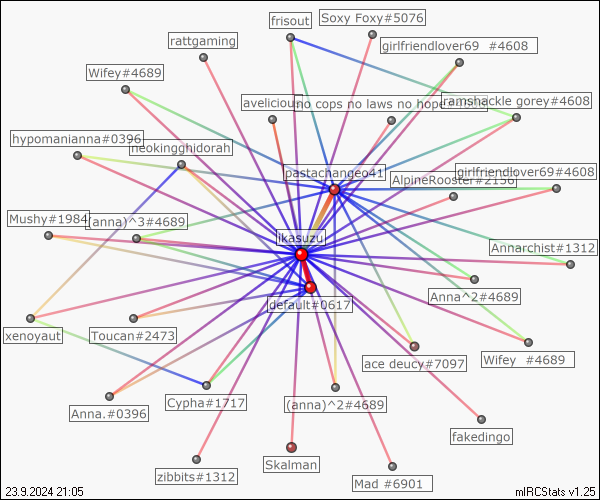 Soxy Foxy#5076
frisout
rattgaming
girlfriendlover69 #4608
Wifey#4689
avelicious
no cops no laws no hope
ramshackle gorey#4608
hypomanianna#0396
neokingghidorah
pastachangeo41
girlfriendlover69#4608
AlpineRooster#2158
Mushy#1984
(anna)^3#4689
ikasuzu
Annarchist#1312
default#0617
Anna^2#4689
xenoyaut
Toucan#2473
ace deucy#7097
Wifey #4689
Anna.#0396
Cypha#1717
(anna)^2#4689
fakedingo
zibbits#1312
Skalman
Mad #6901
23.9.2024 21:05
mIRCStats v1.25